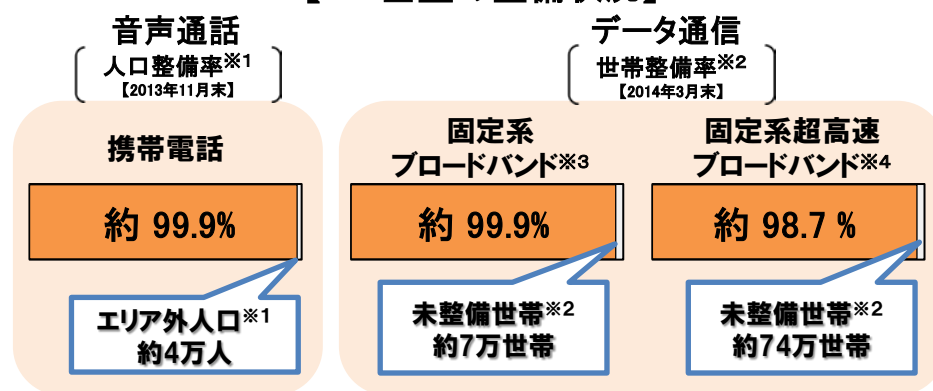 音声通話
人口整備率※1
【2013年11月末】
携帯電話
約 99.9%
エリア外人口※1
約4万人
データ通信
世帯整備率※2
【2014年3月末】
固定系
ブロードバンド※3
約 99.9%
未整備世帯※2
約7万世帯
固定系超高速
ブロードバンド※4
約 98.7 %
未整備世帯※2
約74万世帯